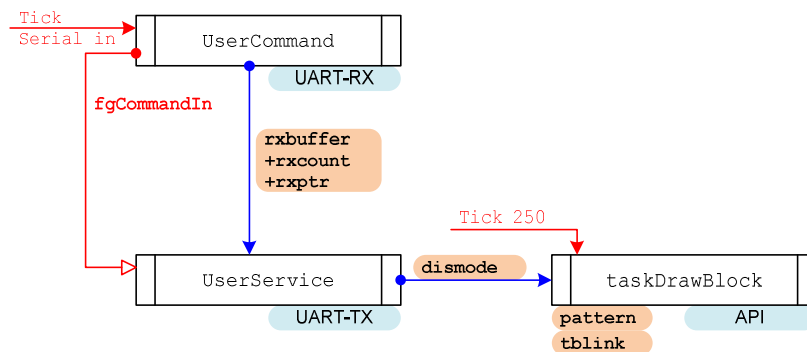 Tick
Serial in
UserCommand
UART-RX
fgCommandIn
rxbuffer
+rxcount
+rxptr
Tick 250
UserService
dismode
taskDrawBlock
UART-TX
pattern
API
tblink